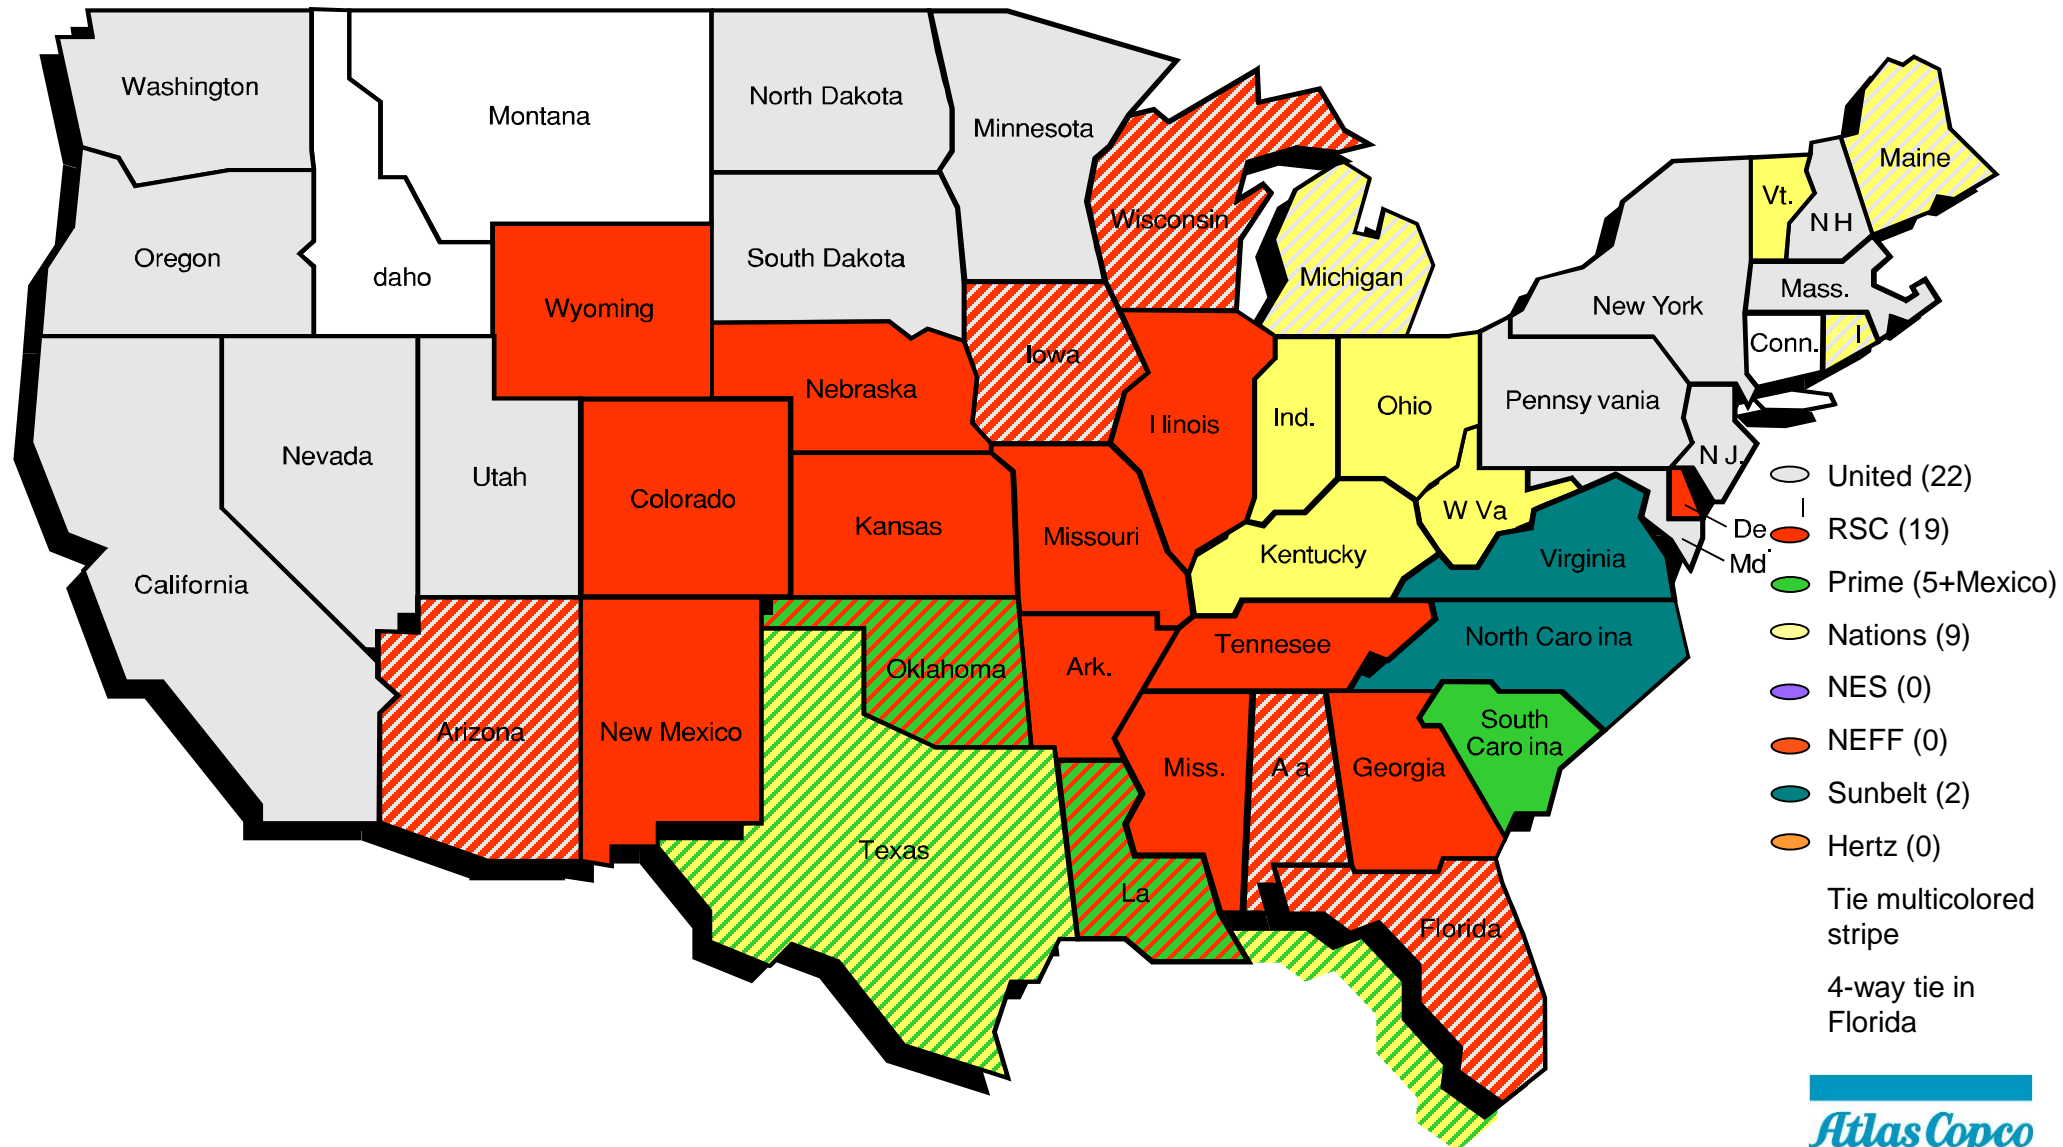 Washington
Montana
North Dakota
Minnesota
Maine
Vt.
N H
Wisconsin
Oregon
daho
South Dakota
Michigan
Mass.
Wyoming
New York
Conn.
I
Iowa
Nebraska
Ohio
Pennsy vania
I linois
Ind.
Nevada
Utah
N J.
Colorado
Kansas
Missouri
W Va
Kentucky
Virginia
De
l
Md.
California
Tennesee
North Caro ina
Oklahoma
Ark.
Arizona
New Mexico
South
Caro ina
Miss.
A a
Georgia
Texas
La
Florida
United (22)
RSC (19)
Prime (5+Mexico)
Nations (9)
NES (0)
NEFF (0)
Sunbelt (2)
Hertz (0)
Tie multicolored
stripe
4-way tie in
Florida
Atlas Copco